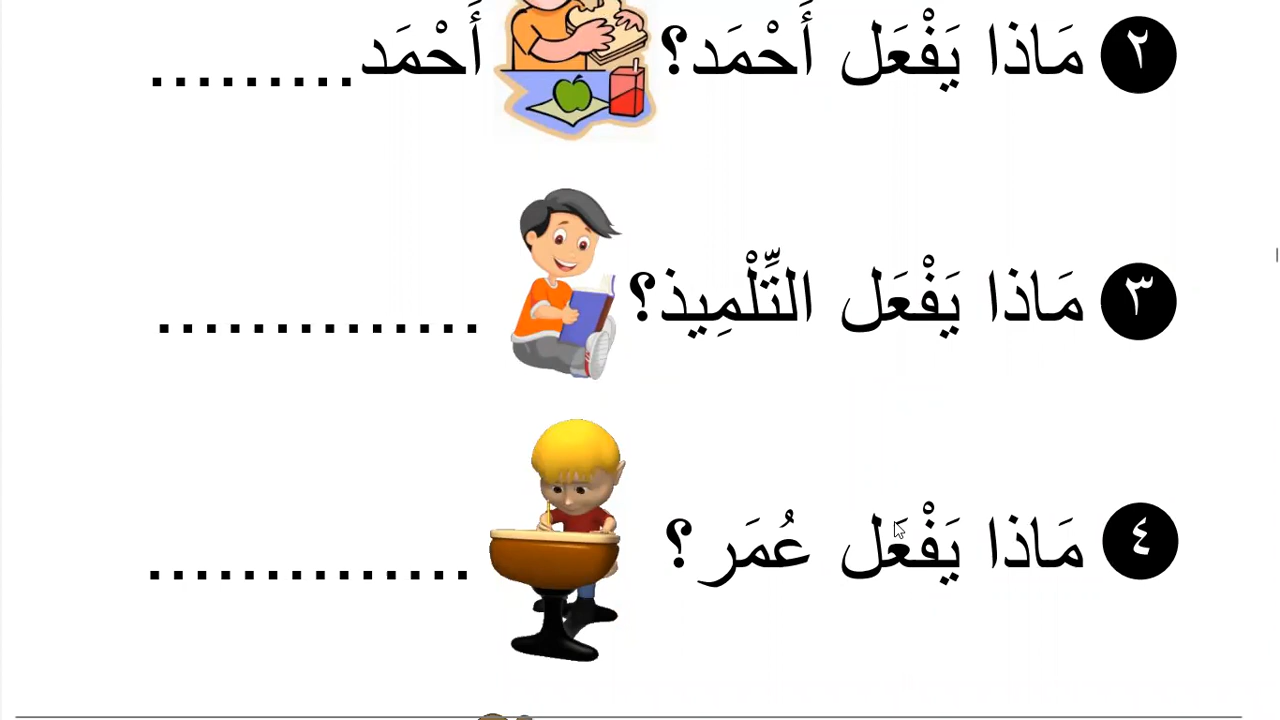 ٢ مَاذا يَفْعَل أَحْمَد؟ أَحْمَد.........
٣ مَاذا يَفْعَل التِّلْمِيذ؟ ..............
٤ مَاذا يَفْعَل عُمَر ؟ ..............